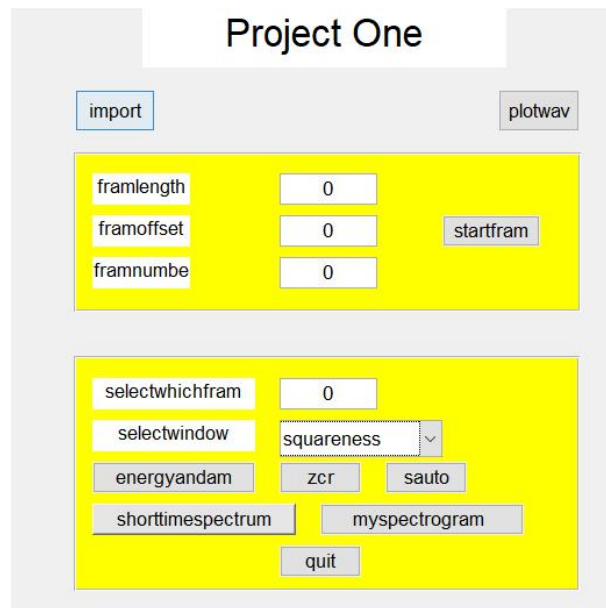 Project One
import plotwav
framlength 0
framoffset 0 startfram
framnumbe 0
selectwhichfram 0
selectwindow squareness
energyandam zcr sauto
shorttimespectrum myspectrogram
quit